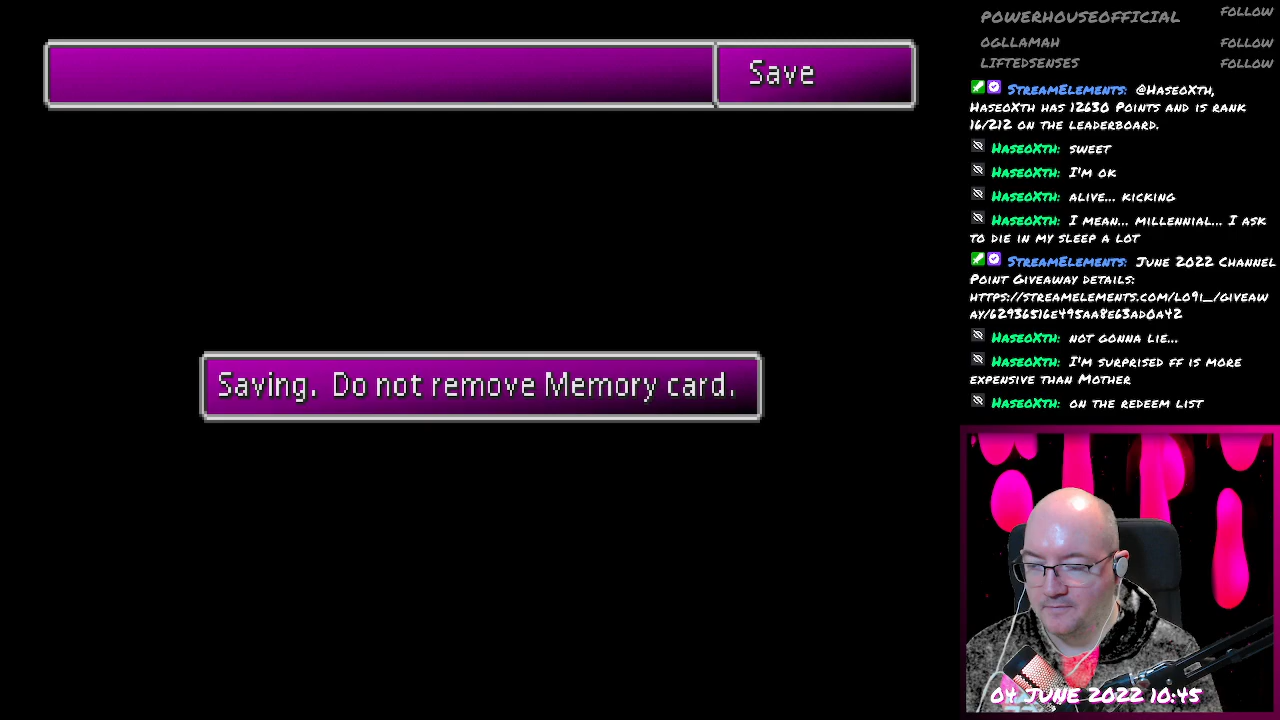 Save
Saving. Do not remove Memory card.
POWERHOUSEOFFICIAL FOLLOW
OGLLAMAH FOLLOW
LIFTEDSENSES FOLLOW
StreamElements: @HaseoXth,
HaseoXth has 12630 Points and is rank
16/212 on the leaderboard.
HaseoXth: sweet
HaseoXth: I'm ok
HaseoXth: alive... kicking
HaseoXth: I mean... millennial... I ask
to die in my sleep a lot
StreamElements: June 2022 Channel
Point Giveaway details:
https://streamelements.com/lo9i_/giveaw
ay/62936516e495aa8e63ad0a42
HaseoXth: not gonna lie...
HaseoXth: I'm surprised ff is more
expensive than Mother
HaseoXth: on the redeem list
04 JUNE 2022 10:45